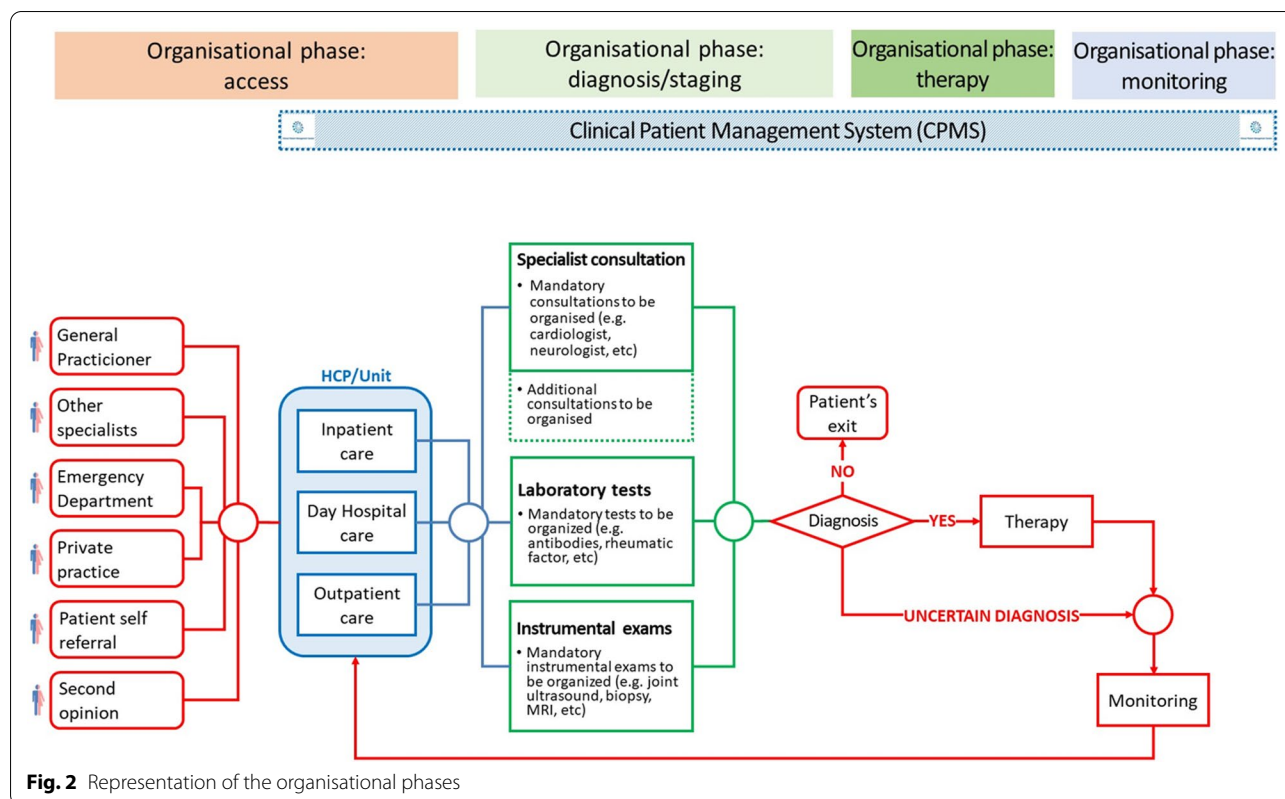 Organisational phase:
access
Organisational phase:
diagnosis/staging
Organisational phase:
therapy
Organisational phase:
monitoring
Clinical Patient Management System (CPMS)
General
Practicioner
Other
specialists
Emergency
Department
Private
practice
Patient self
referral
Second
opinion
HCP/Unit
Inpatient
care
Day Hospital
care
Outpatient
care
Specialist consultation
• Mandatory
consultations to be
organised (e.g.
cardiologist,
neurologist, etc)
• Additional
consultations to be
organised
Laboratory tests
• Mandatory tests to be
organized (e.g.
antibodies, rheumatic
factor, etc)
Instrumental exams
• Mandatory
instrumental exams to
be organized (e.g. joint
ultrasound, biopsy,
MRI, etc)
Patient's
exit
NO
Diagnosis
YES
Therapy
UNCERTAIN DIAGNOSIS
Monitoring
Fig. 2 Representation of the organisational phases